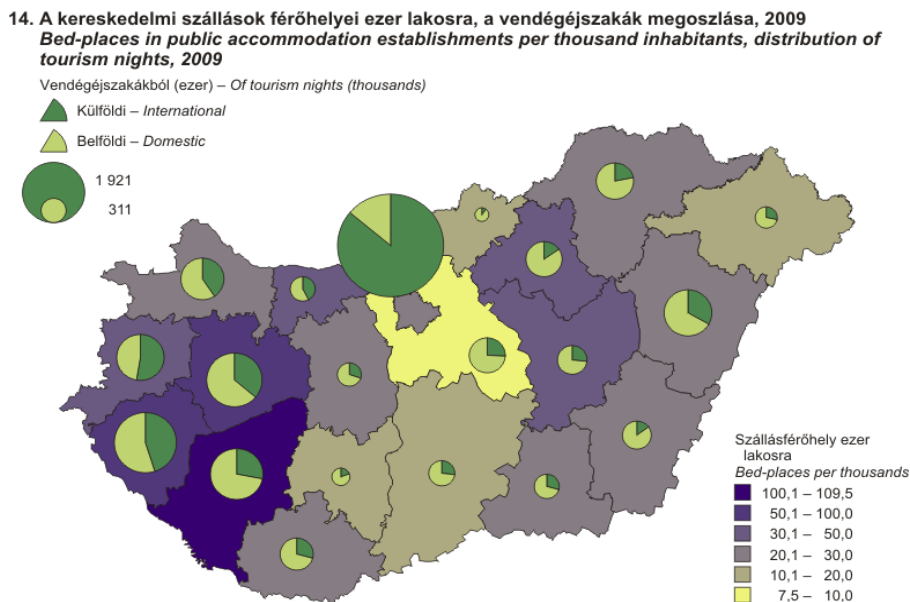 14. A kereskedelmi szállások férőhelyei ezer lakosra, a vendégéjszakák megoszlása, 2009
Bed-places in public accommodation establishments per thousand inhabitants, distribution of
tourism nights, 2009
Vendégéjszakákból (ezer) – Of tourism nights (thousands)
Külföldi – International
Belföldi – Domestic
1 921
311
Szállásférőhely ezer
lakosra
Bed-places per thousands
100,1 – 109,5
50,1 – 100,0
30,1 – 50,0
20,1 – 30,0
10,1 – 20,0
7,5 – 10,0